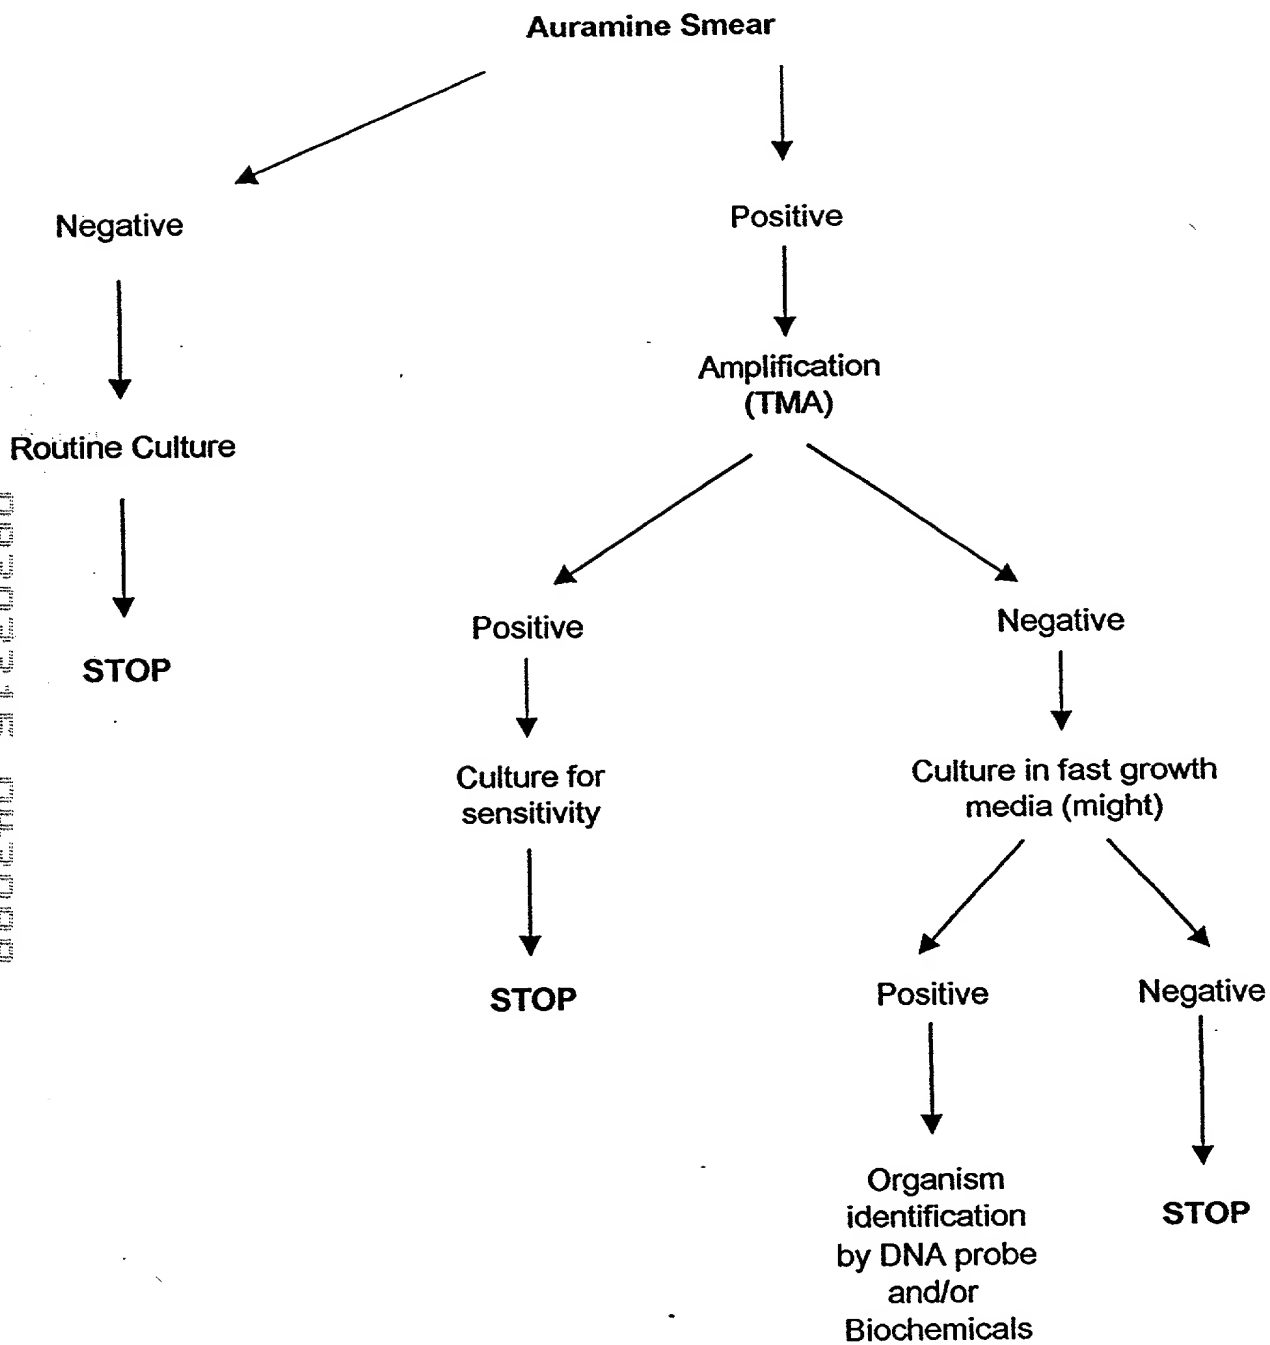 Auramine Smear
Negative
Positive
Amplification
(TMA)
Routine Culture
Positive
Negative
STOP
Culture for
sensitivity
Culture in fast growth
media (might)
STOP
Positive
Negative
Organism
identification
by DNA probe
and/or
Biochemicals
STOP